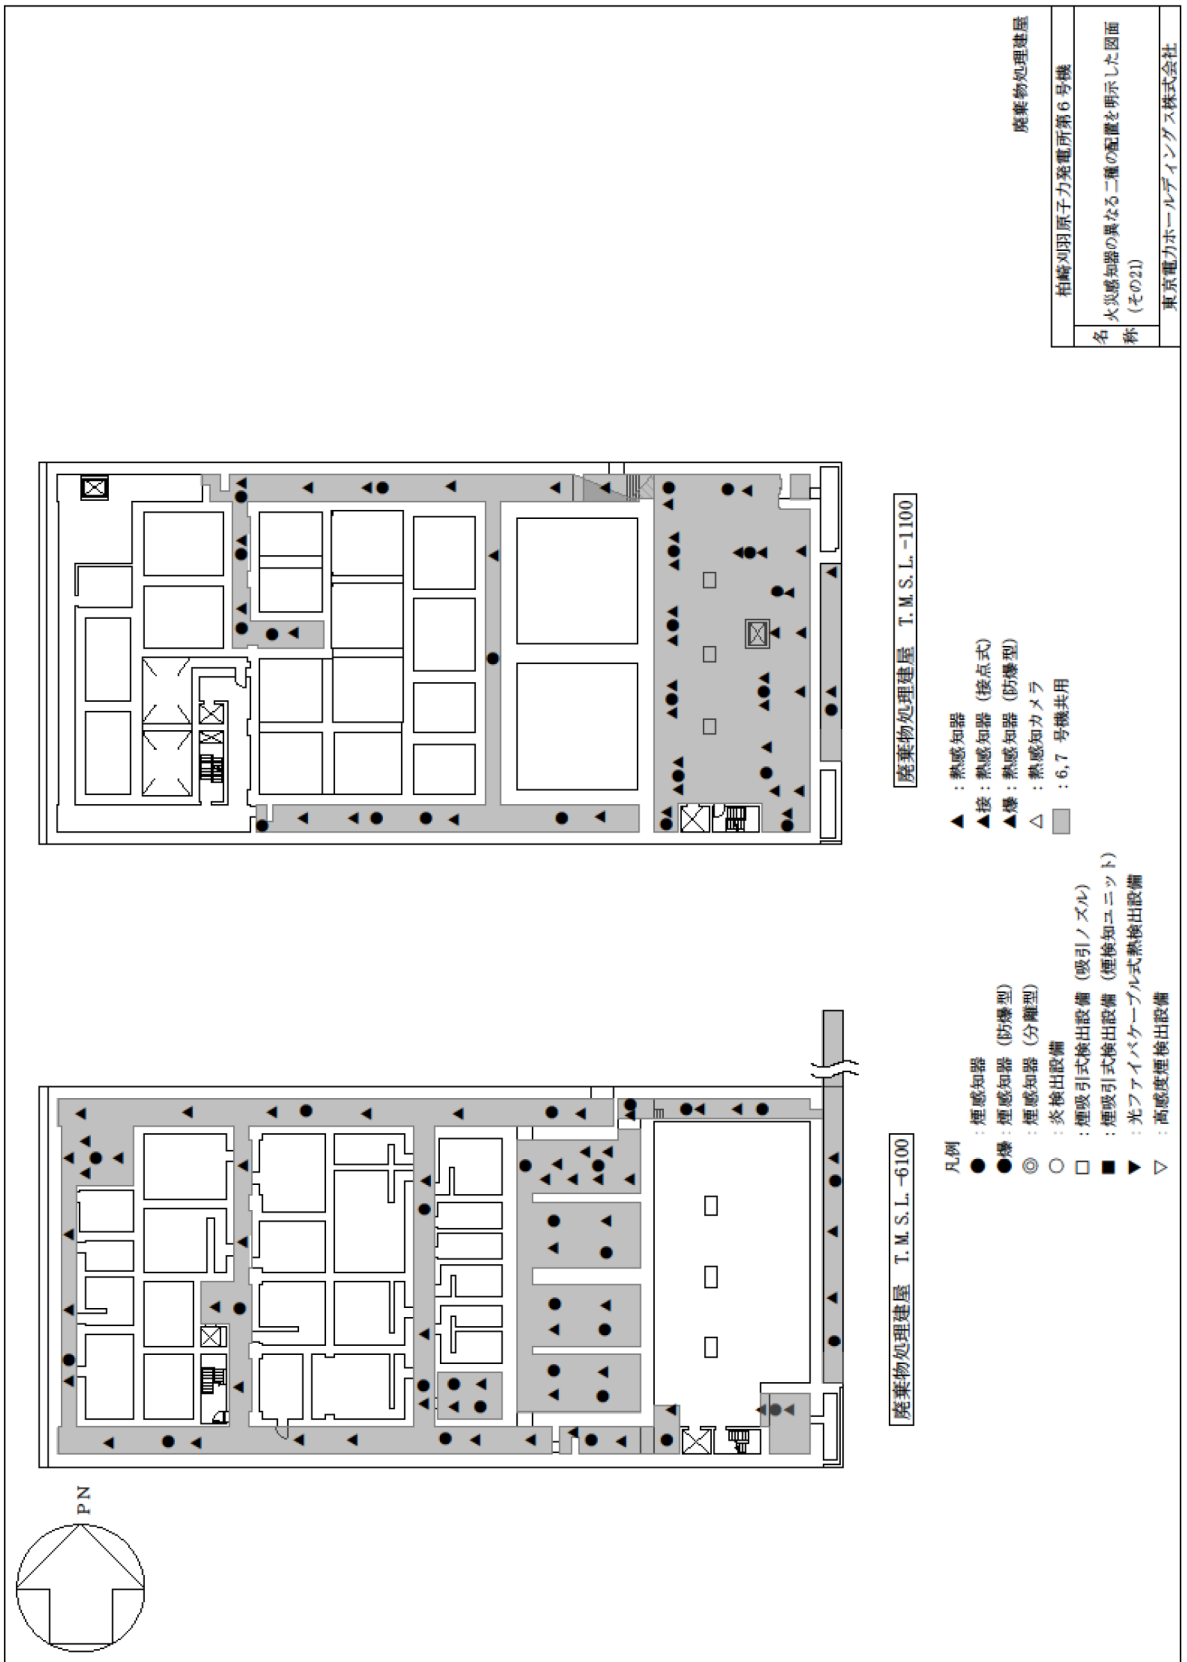 PN
廃棄物処理建屋 T.M.S.L.-6100
廃棄物処理建屋 T.M.S.L.-1100
凡例
● : 煙感知器
●爆 : 煙感知器 (防爆型)
◎ : 煙感知器 (分離型)
○ : 炎検出設備
□ : 煙吸引式検出設備 (吸引ノズル)
■ : 煙吸引式検出設備 (煙検知ユニット)
▼ : 光ファイバケーブル式熱検出設備
▽ : 高感度煙検出設備
▲ : 熱感知器
▲接 : 熱感知器 (接点式)
▲爆 : 熱感知器 (防爆型)
△ : 熱感知カメラ
: 6,7 号機共用
廃棄物処理建屋
柏崎刈羽原子力発電所第6号機
名称
火災感知器の異なる二種の配置を明示した図面
(その21)
東京電力ホールディングス株式会社